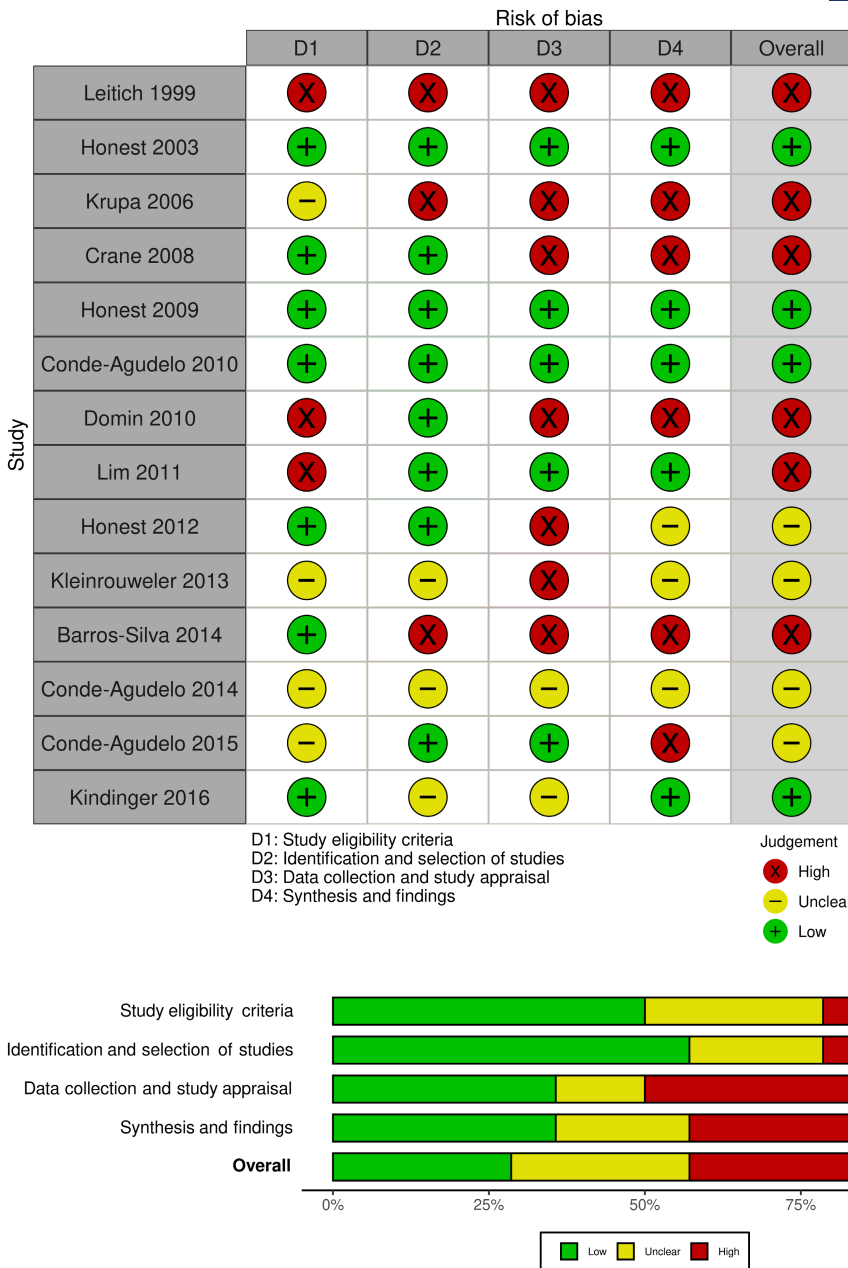 Risk of bias
D1 D2 D3 D4 Overall
Study
Leitich 1999 X X X X X
Honest 2003 + + + + +
Krupa 2006 − X X X X
Crane 2008 + + X X X
Honest 2009 + + + + +
Conde-Agudelo 2010 + + + + +
Domin 2010 X + X X X
Lim 2011 X + + + X
Honest 2012 + + X − −
Kleinrouweler 2013 − − X − −
Barros-Silva 2014 + X X X X
Conde-Agudelo 2014 − − − − −
Conde-Agudelo 2015 − + + X −
Kindinger 2016 + − − + +
D1: Study eligibility criteria
D2: Identification and selection of studies
D3: Data collection and study appraisal
D4: Synthesis and findings
Judgement
X High
− Unclea
+ Low
Study eligibility criteria
Identification and selection of studies
Data collection and study appraisal
Synthesis and findings
Overall
0% 25% 50% 75%
Low Unclear High